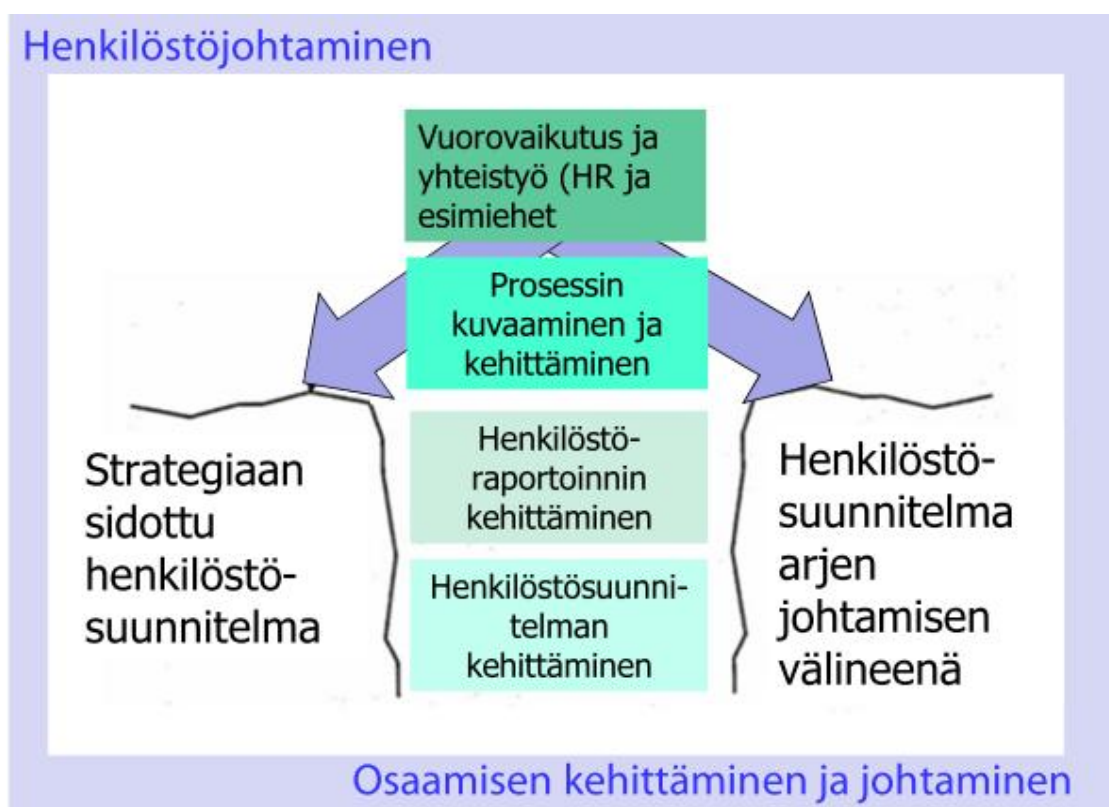 Henkilöstöjohtaminen
Vuorovaikutus ja
yhteistyö (HR ja
esimiehet
Prosessin
kuvaaminen ja
kehittäminen
Henkilöstö-
raportoinnin
kehittäminen
Henkilöstösuunni-
telman
kehittäminen
Strategiaan
sidottu
henkilöstö-
suunnitelma
Henkilöstö-
suunnitelma
arjen
johtamisen
välineenä
Osaamisen kehittäminen ja johtaminen